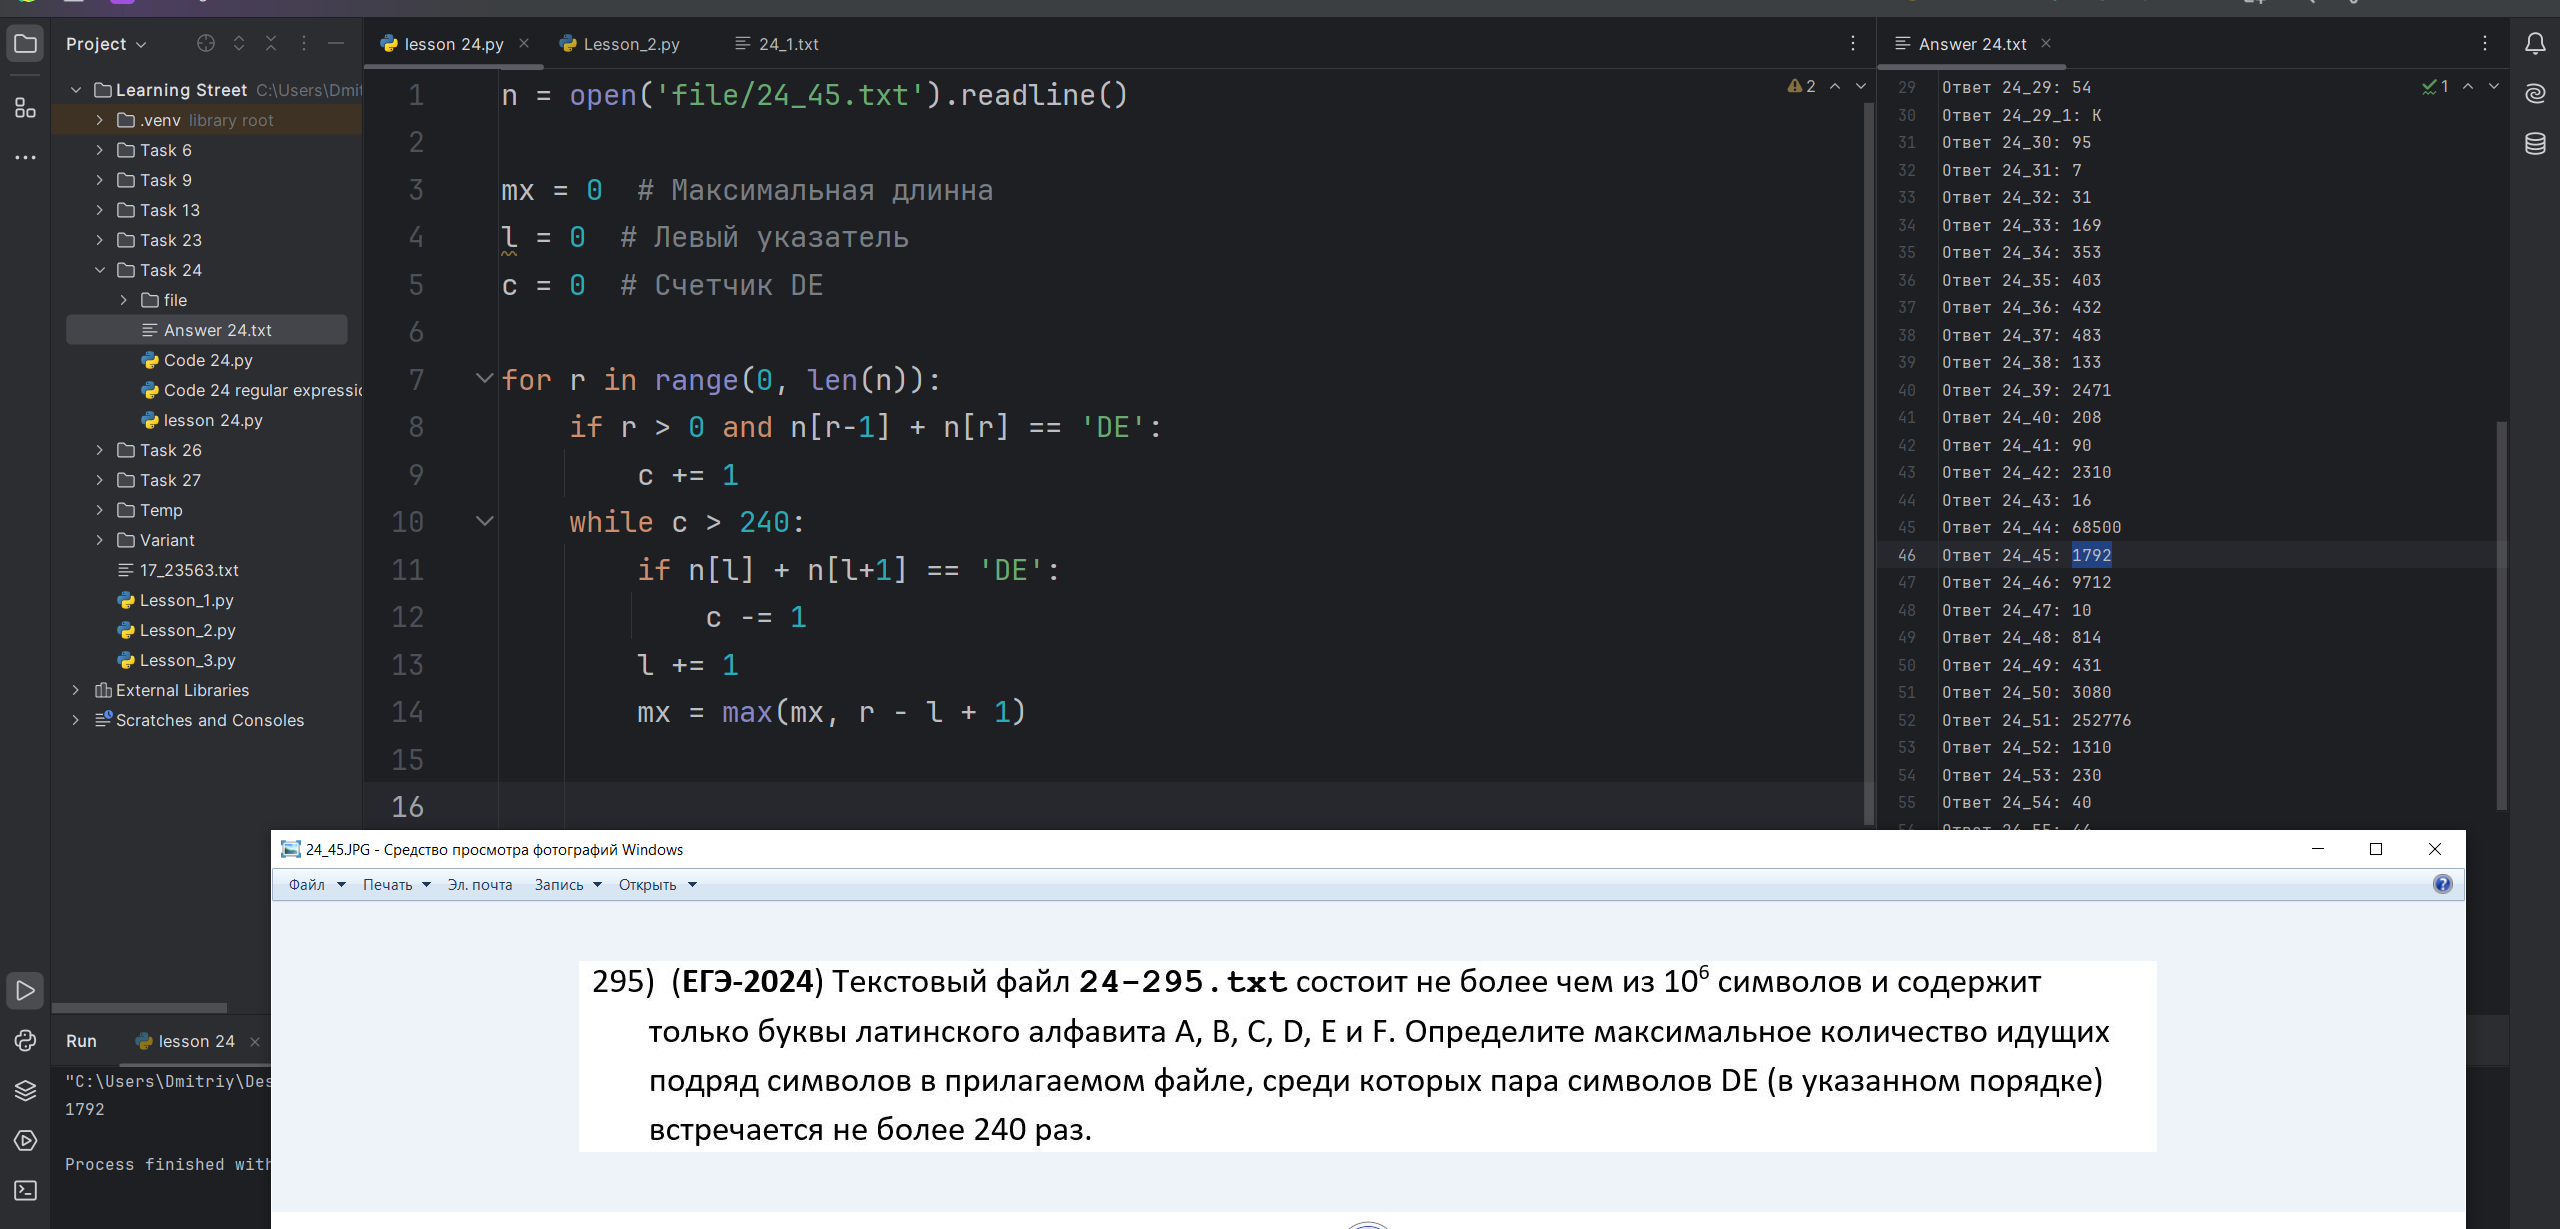 Project
lesson 24.py
Lesson_2.py
24_1.txt
Answer 24.txt
Learning Street C:\Users\Dmit
.venv library root
Task 6
Task 9
Task 13
Task 23
Task 24
file
Answer 24.txt
Code 24.py
Code 24 regular expressic
lesson 24.py
Task 26
Task 27
Temp
Variant
17_23563.txt
Lesson_1.py
Lesson_2.py
Lesson_3.py
External Libraries
Scratches and Consoles
1 n = open('file/24_45.txt').readline()
2
3 mx = 0 # Максимальная длинна
4 l = 0 # Левый указатель
5 c = 0 # Счетчик DE
6
7 for r in range(0, len(n)):
8 if r > 0 and n[r-1] + n[r] == 'DE':
9 c += 1
10 while c > 240:
11 if n[l] + n[l+1] == 'DE':
12 c -= 1
13 l += 1
14 mx = max(mx, r - l + 1)
15
16
2
1
29 Ответ 24_29: 54
30 Ответ 24_29_1: K
31 Ответ 24_30: 95
32 Ответ 24_31: 7
33 Ответ 24_32: 31
34 Ответ 24_33: 169
35 Ответ 24_34: 353
36 Ответ 24_35: 403
37 Ответ 24_36: 432
38 Ответ 24_37: 483
39 Ответ 24_38: 133
40 Ответ 24_39: 2471
41 Ответ 24_40: 208
42 Ответ 24_41: 90
43 Ответ 24_42: 2310
44 Ответ 24_43: 16
45 Ответ 24_44: 68500
46 Ответ 24_45: 1792
47 Ответ 24_46: 9712
48 Ответ 24_47: 10
49 Ответ 24_48: 814
50 Ответ 24_49: 431
51 Ответ 24_50: 3080
52 Ответ 24_51: 252776
53 Ответ 24_52: 1310
54 Ответ 24_53: 230
55 Ответ 24_54: 40
56 Ответ 24_55: 44
Run
lesson 24
"C:\Users\Dmitriy\Des
1792
Process finished with
24_45.JPG - Средство просмотра фотографий Windows
Файл Печать Эл. почта Запись Открыть
295) (ЕГЭ-2024) Текстовый файл 24-295.txt состоит не более чем из 10⁶ символов и содержит
только буквы латинского алфавита A, B, C, D, E и F. Определите максимальное количество идущих
подряд символов в прилагаемом файле, среди которых пара символов DE (в указанном порядке)
встречается не более 240 раз.